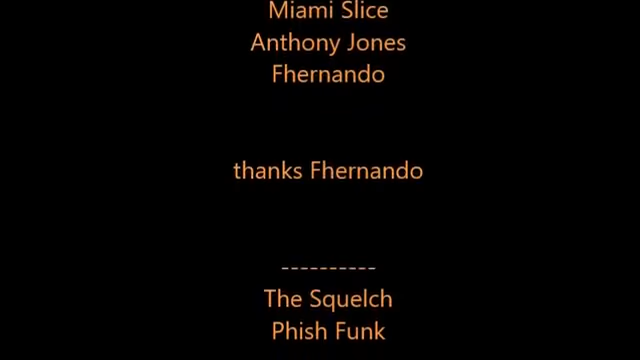 Miami Slice
Anthony Jones
Fhernando
thanks Fhernando
----------
The Squelch
Phish Funk